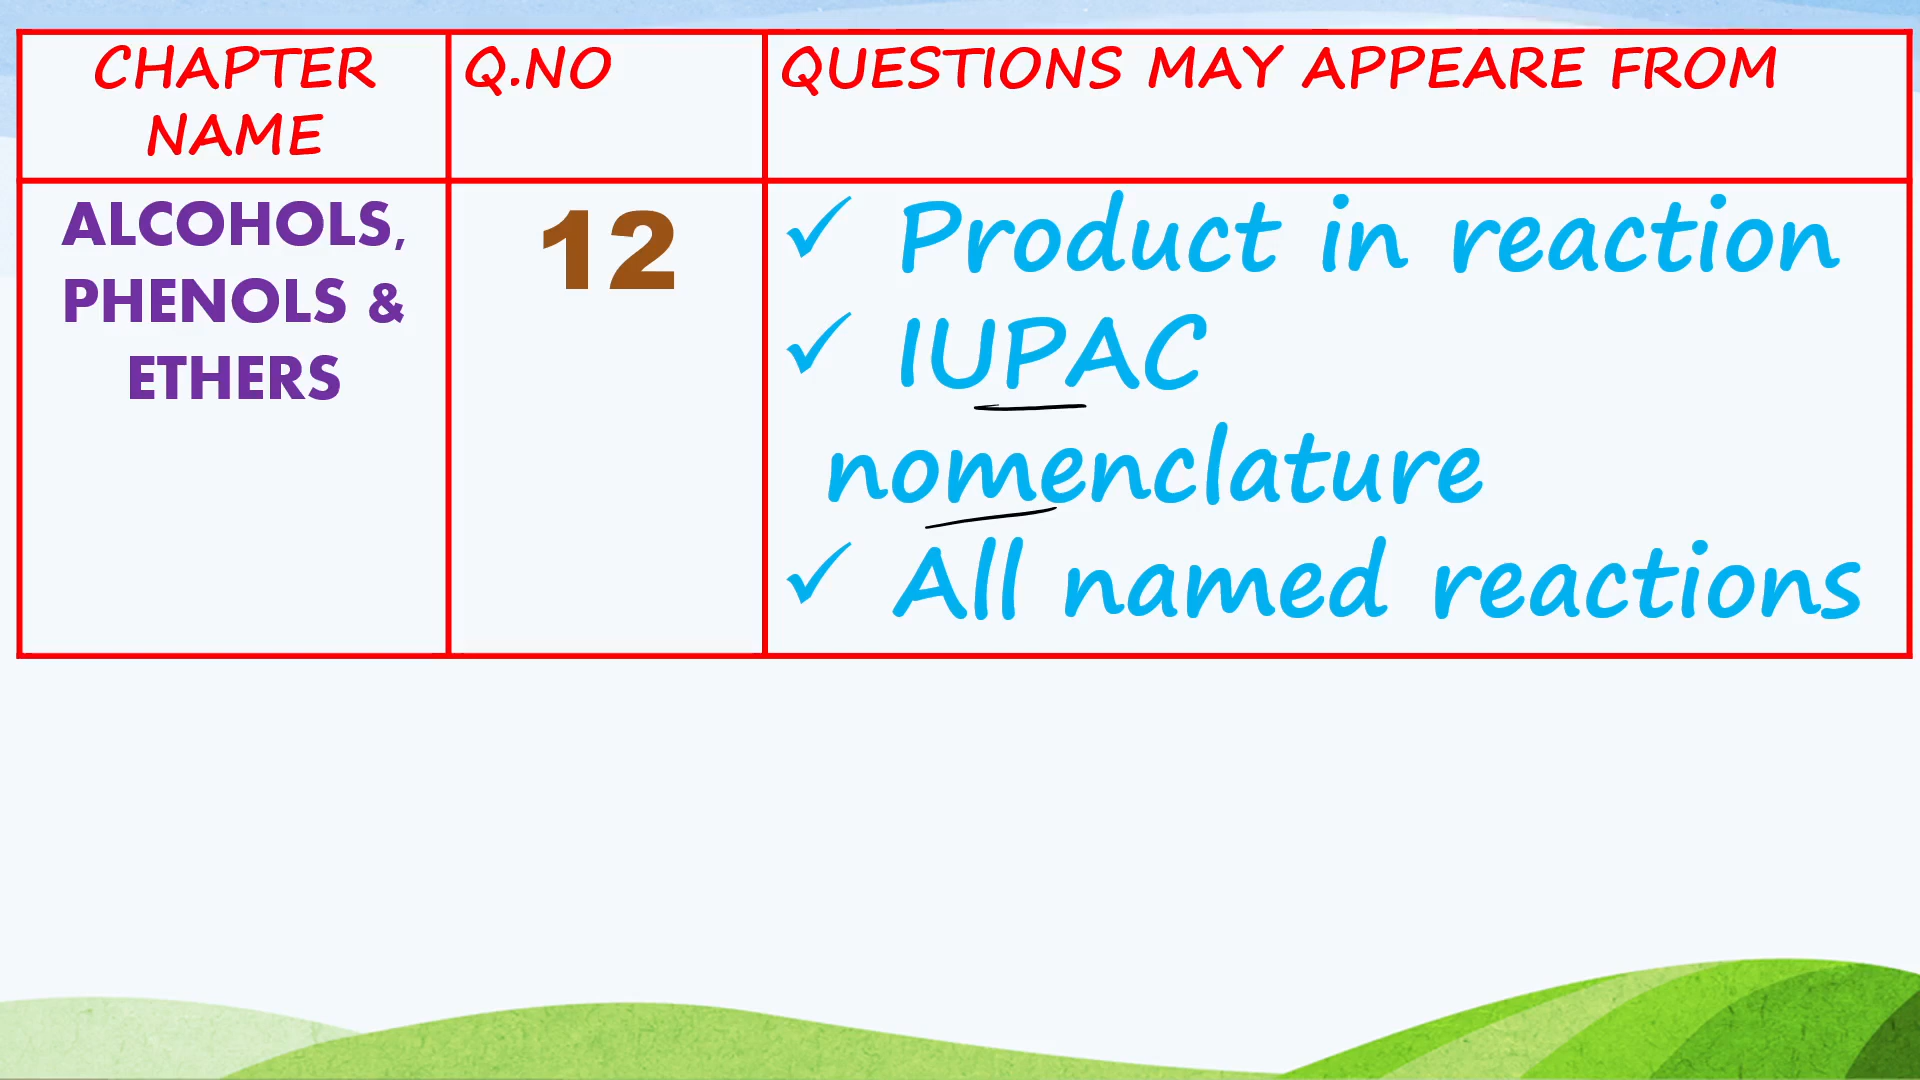 CHAPTER
NAME
Q.NO
QUESTIONS MAY APPEARE FROM
ALCOHOLS,
PHENOLS &
ETHERS
12
✓ Product in reaction
✓ IUPAC
nomenclature
✓ All named reactions